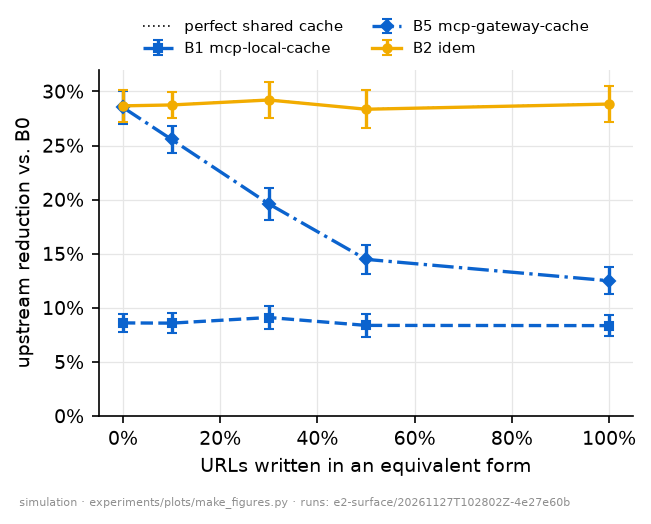 perfect shared cache
B1 mcp-local-cache
B5 mcp-gateway-cache
B2 idem
upstream reduction vs. B0
30%
25%
20%
15%
10%
5%
0%
0%
20%
40%
60%
80%
100%
URLs written in an equivalent form
simulation · experiments/plots/make_figures.py · runs: e2-surface/20261127T102802Z-4e27e60b